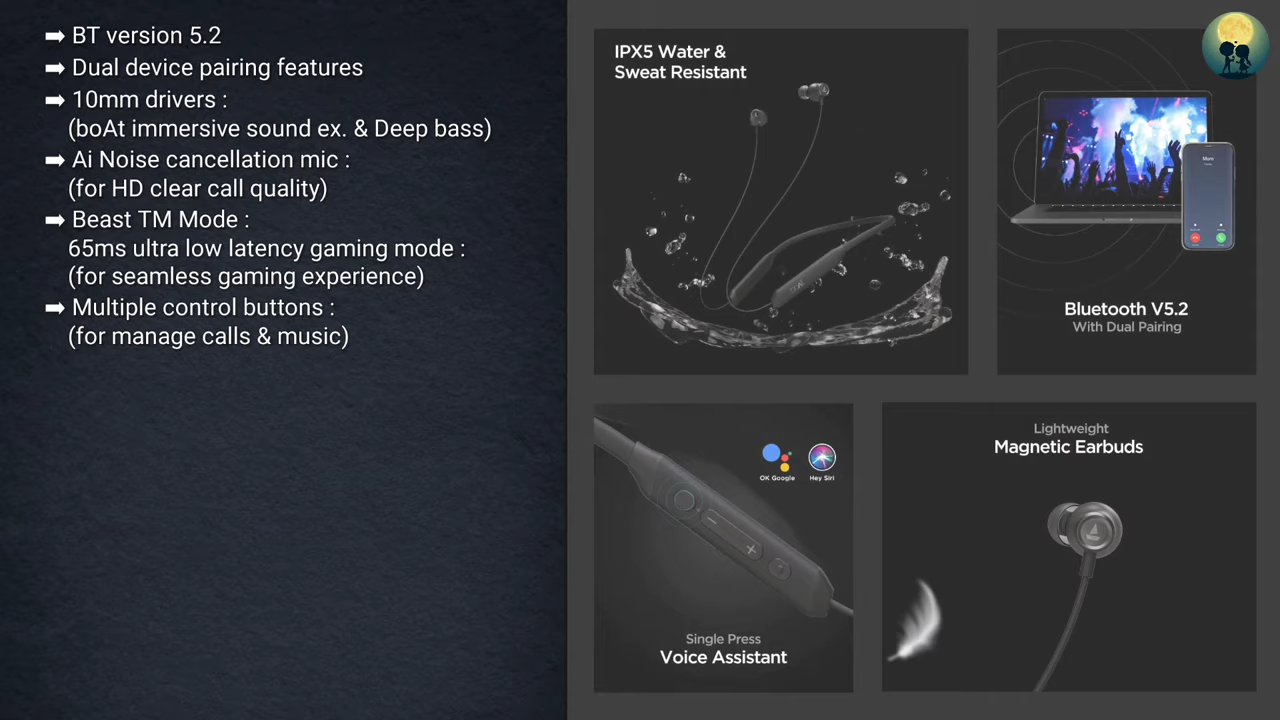 ➡ BT version 5.2
➡ Dual device pairing features
➡ 10mm drivers :
(boAt immersive sound ex. & Deep bass)
➡ Ai Noise cancellation mic :
(for HD clear call quality)
➡ Beast TM Mode :
65ms ultra low latency gaming mode :
(for seamless gaming experience)
➡ Multiple control buttons :
(for manage calls & music)
IPX5 Water &
Sweat Resistant
Bluetooth V5.2
With Dual Pairing
OK Google
Hey Siri
Single Press
Voice Assistant
Lightweight
Magnetic Earbuds